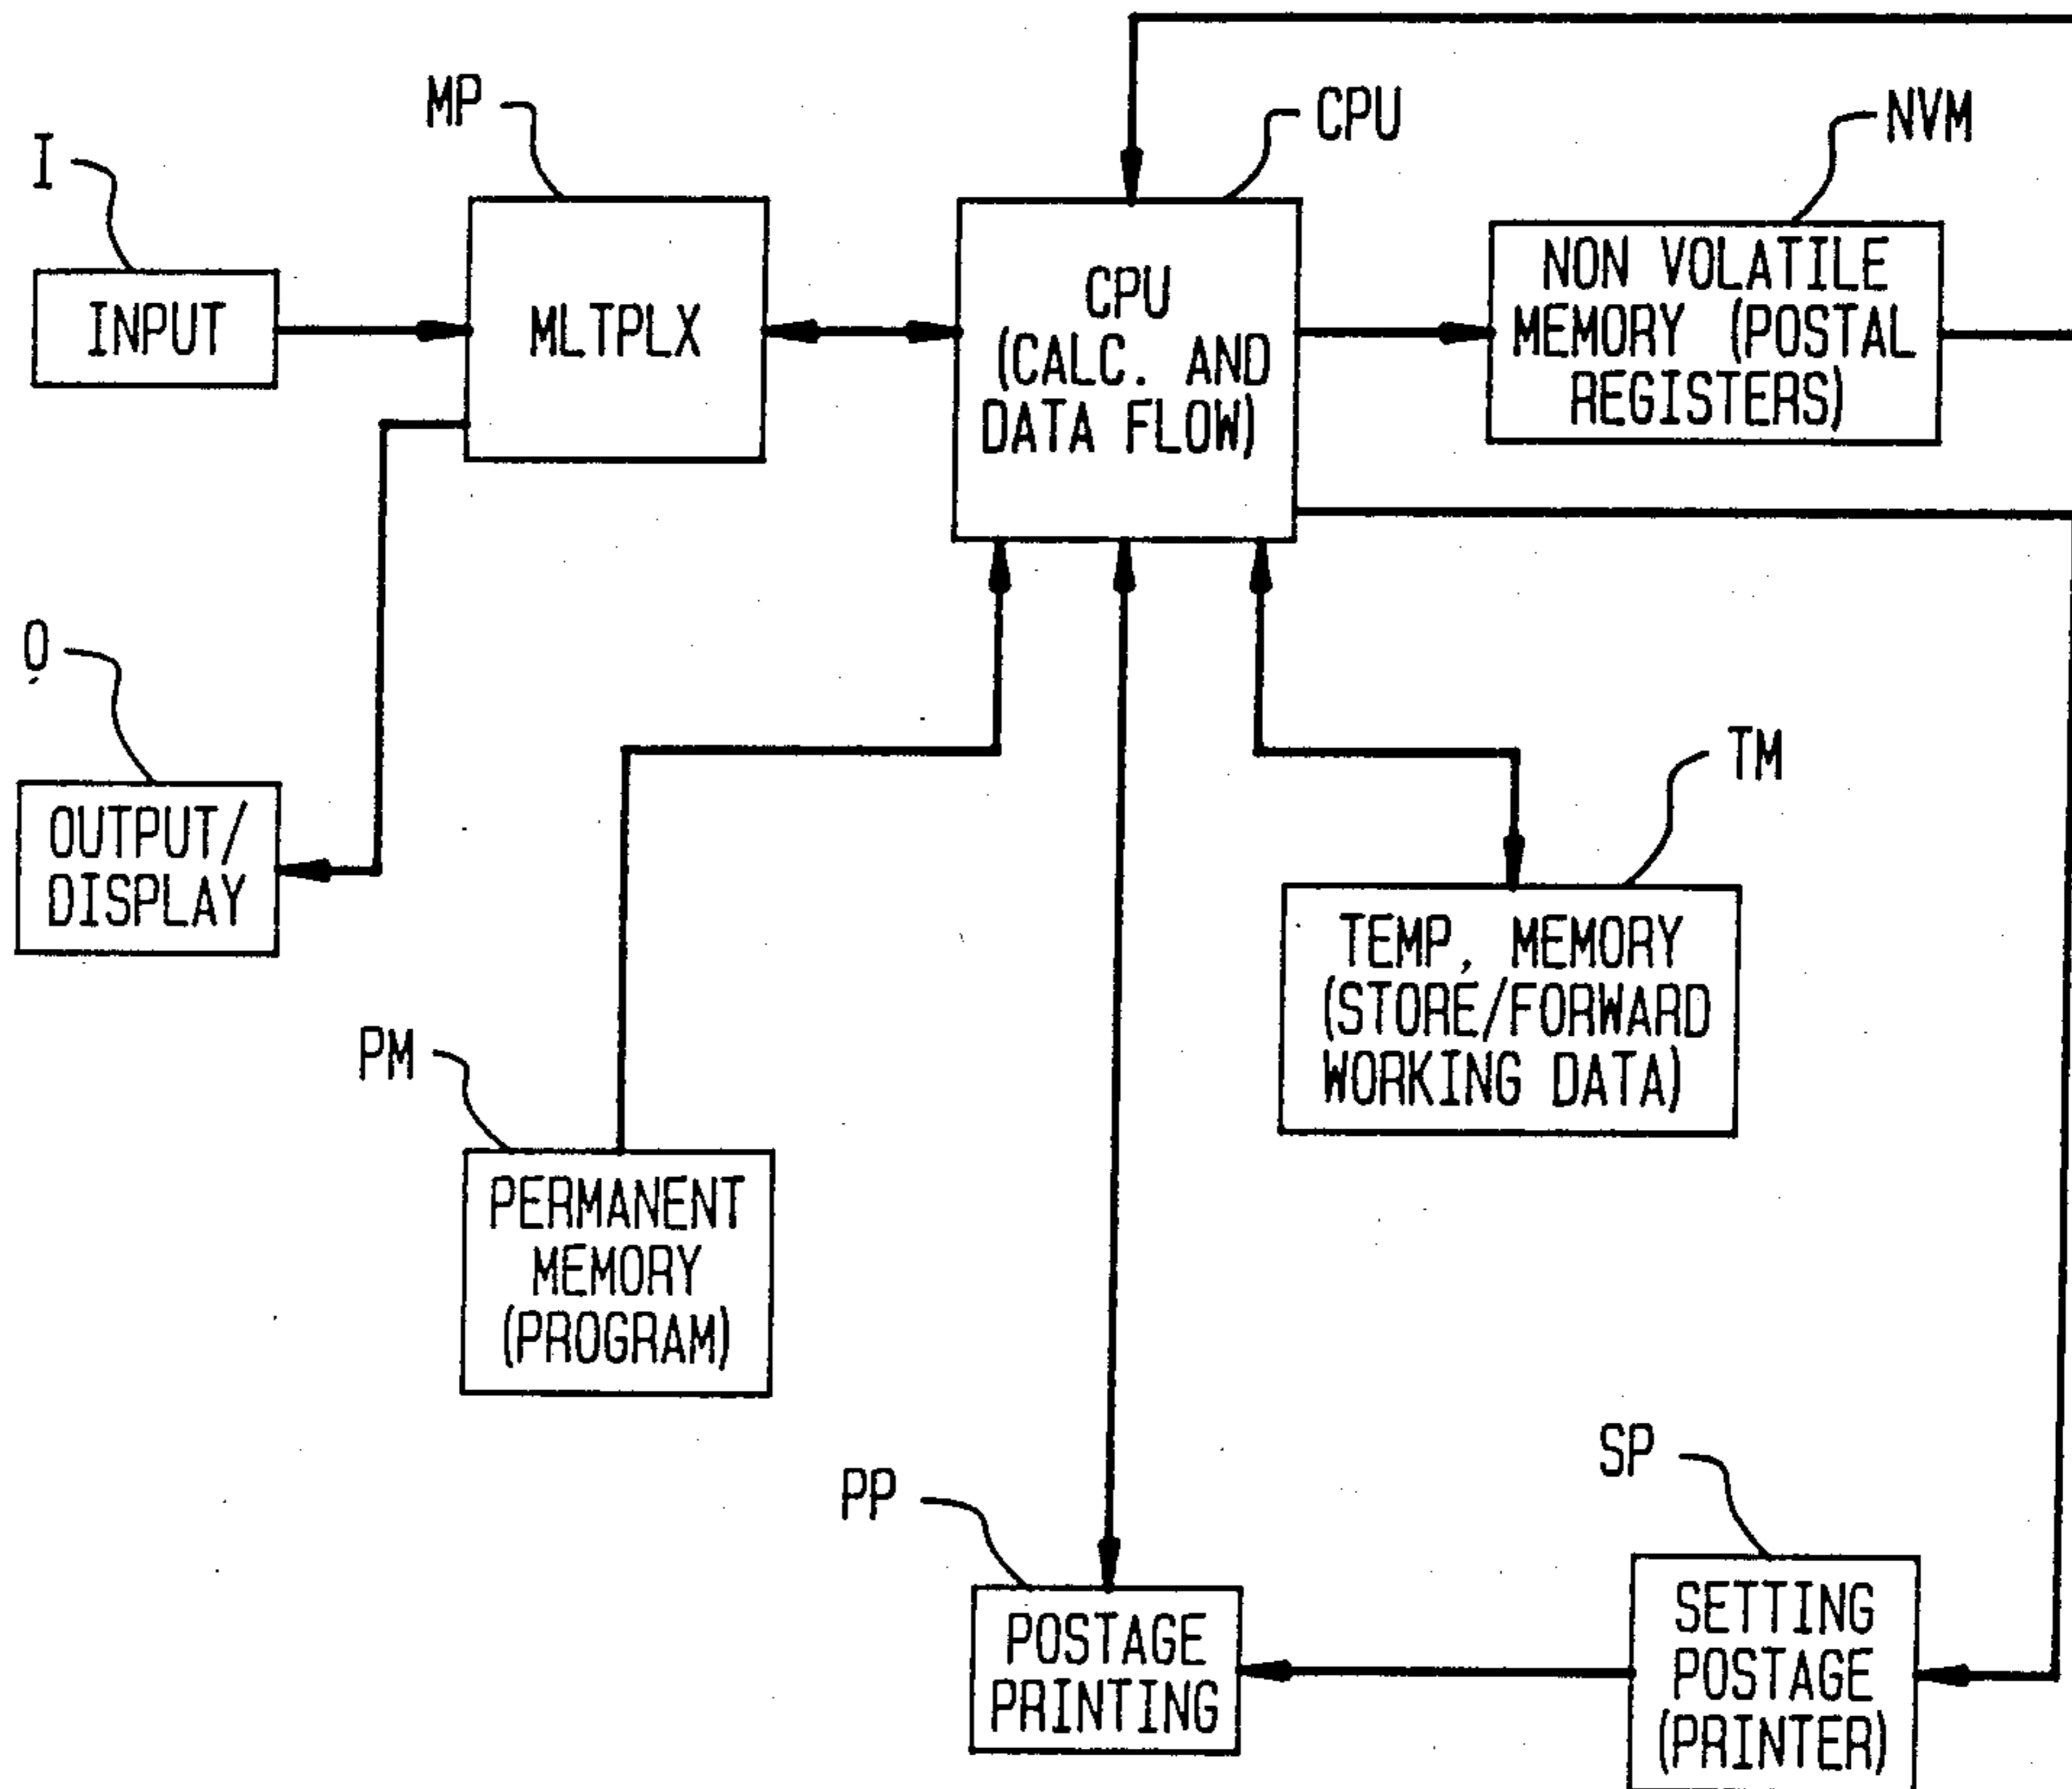 MP
CPU
NVM
I
INPUT
MLTPLX
CPU
(CALC. AND
DATA FLOW)
NON VOLATILE
MEMORY (POSTAL
REGISTERS)
O
OUTPUT/
DISPLAY
TM
TEMP. MEMORY
(STORE/FORWARD
WORKING DATA)
PM
PERMANENT
MEMORY
(PROGRAM)
PP
POSTAGE
PRINTING
SP
SETTING
POSTAGE
(PRINTER)